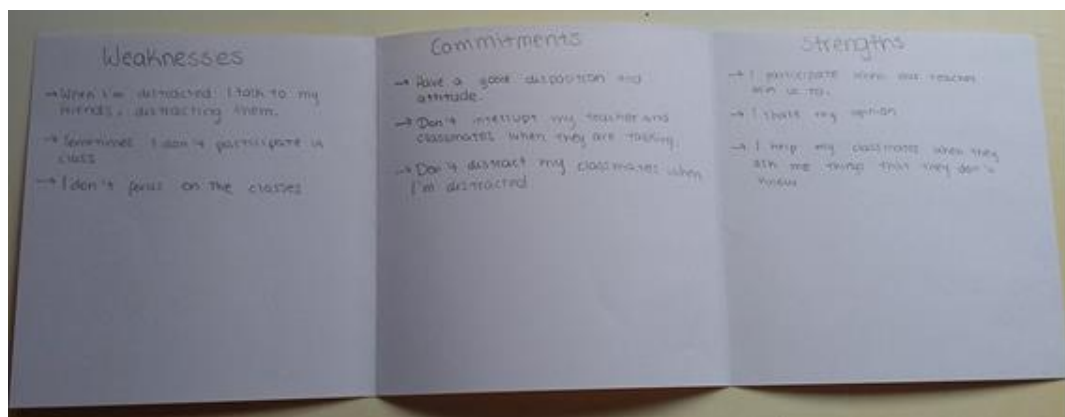 Weaknesses
→ When I'm distracted I talk to my
friends, distracting them.
→ Sometimes I don't participate in
class
→ I don't focus on the classes
Commitments
→ Have a good disposition and
attitude.
→ Don't interrupt my teacher and
classmates when they are talking.
→ Don't distract my classmates when
I'm distracted
Strengths
→ I participate when our teacher
ask us to.
→ I share my opinion
→ I help my classmates when they
ask me things that they don't
know